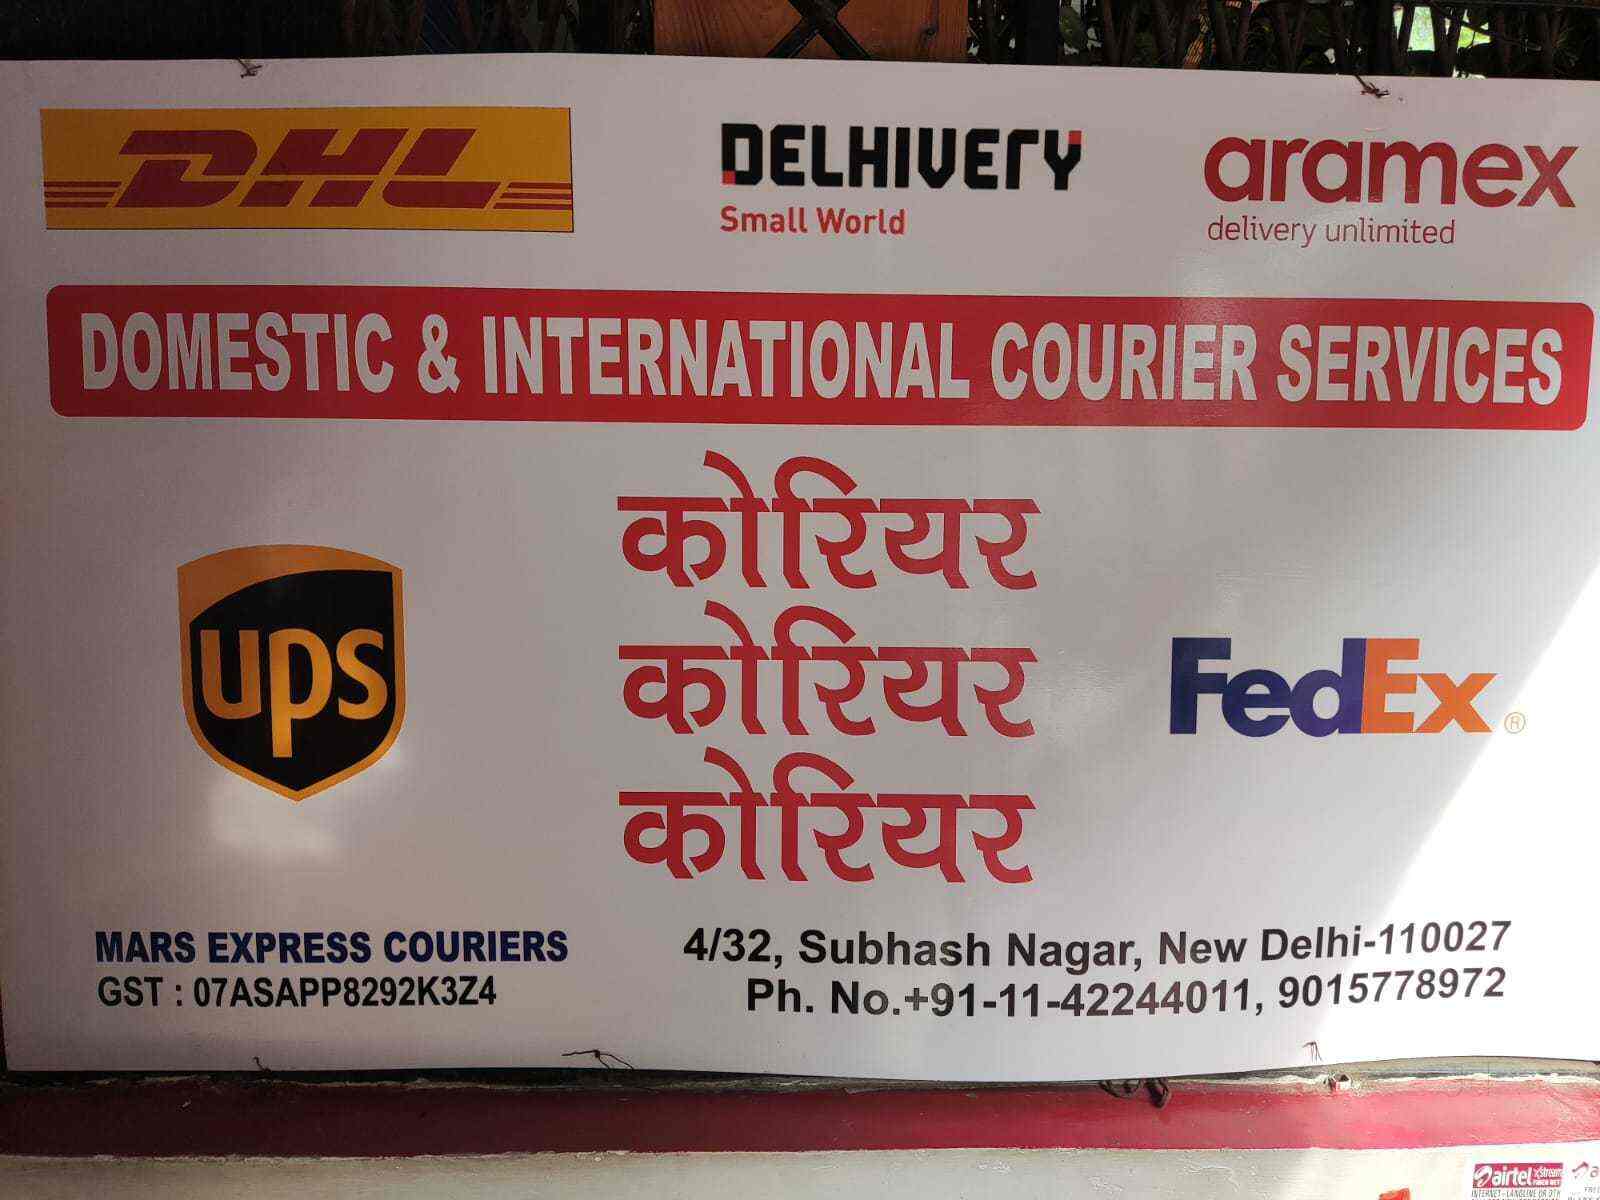 DHL
DELHIVERY
Small World
aramex
delivery unlimited
DOMESTIC & INTERNATIONAL COURIER SERVICES
कोरियर
कोरियर
कोरियर
ups
FedEx®
MARS EXPRESS COURIERS
GST : 07ASAPP8292K3Z4
4/32, Subhash Nagar, New Delhi-110027
Ph. No.+91-11-42244011, 9015778972
airtel